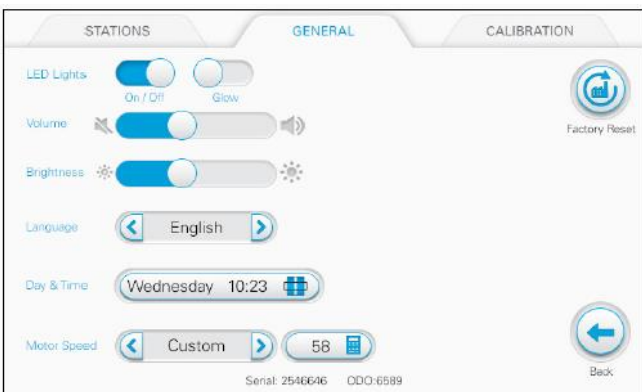 STATIONS GENERAL CALIBRATION
LED Lights
On / Off Glow
Factory Reset
Volume
Brightness
Language English
Day & Time Wednesday 10:23
Motor Speed Custom 58
Back
Serial: 2546646 ODO:6589